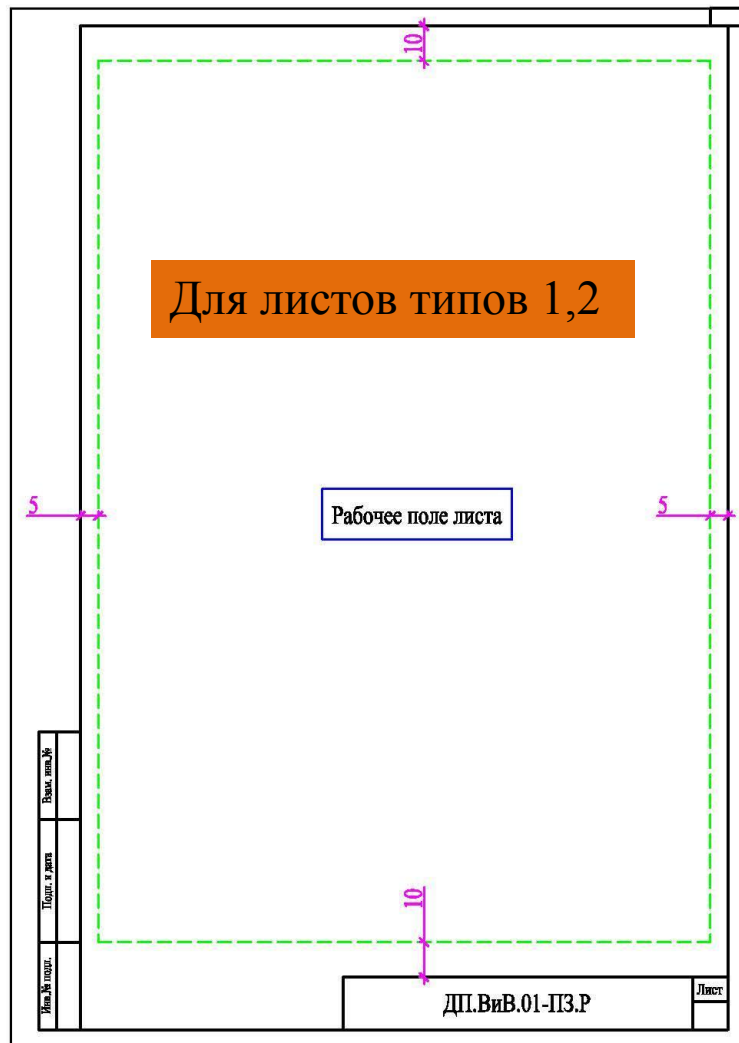 10
Для листов типов 1,2
5
Рабочее поле листа
5
Взам. инв.№
Подп. и дата
10
Инв.№ подл.
ДП.ВиВ.01-ПЗ.Р
Лист